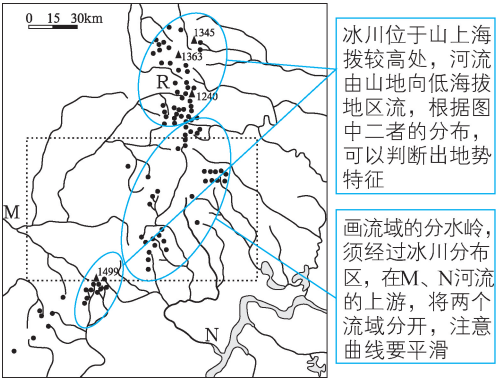 0 15 30km
1345
1363
R
1240
M
1499
N
冰川位于山上海
拨较高处，河流
由山地向低海拔
地区流，根据图
中二者的分布，
可以判断出地势
特征
画流域的分水岭，
须经过冰川分布
区，在M、N河流
的上游，将两个
流域分开，注意
曲线要平滑